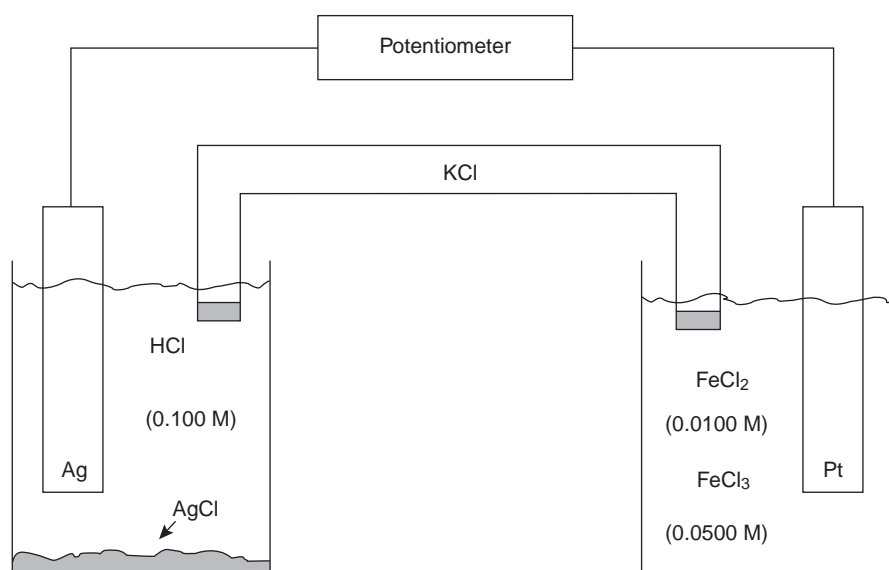 Potentiometer
KCl
HCl
(0.100 M)
Ag
AgCl
FeCl₂
(0.0100 M)
FeCl₃
(0.0500 M)
Pt